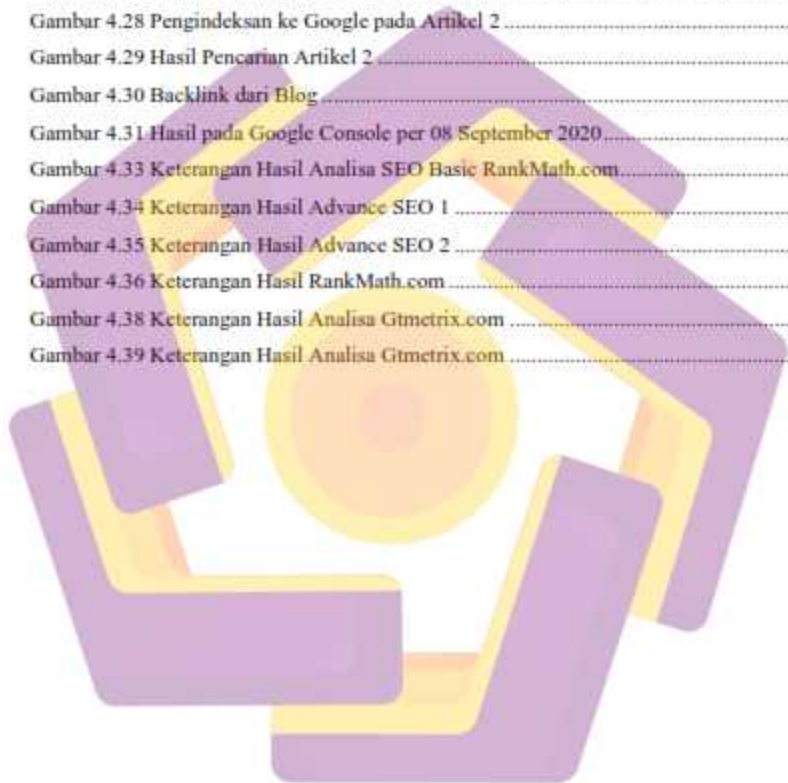 Gambar 4.28 Pengindeksan ke Google pada Artikel 2
Gambar 4.29 Hasil Pencarian Artikel 2
Gambar 4.30 Backlink dari Blog
Gambar 4.31 Hasil pada Google Console per 08 September 2020
Gambar 4.33 Keterangan Hasil Analisa SEO Basic RankMath.com
Gambar 4.34 Keterangan Hasil Advance SEO 1
Gambar 4.35 Keterangan Hasil Advance SEO 2
Gambar 4.36 Keterangan Hasil RankMath.com
Gambar 4.38 Keterangan Hasil Analisa Gtmetrix.com
Gambar 4.39 Keterangan Hasil Analisa Gtmetrix.com